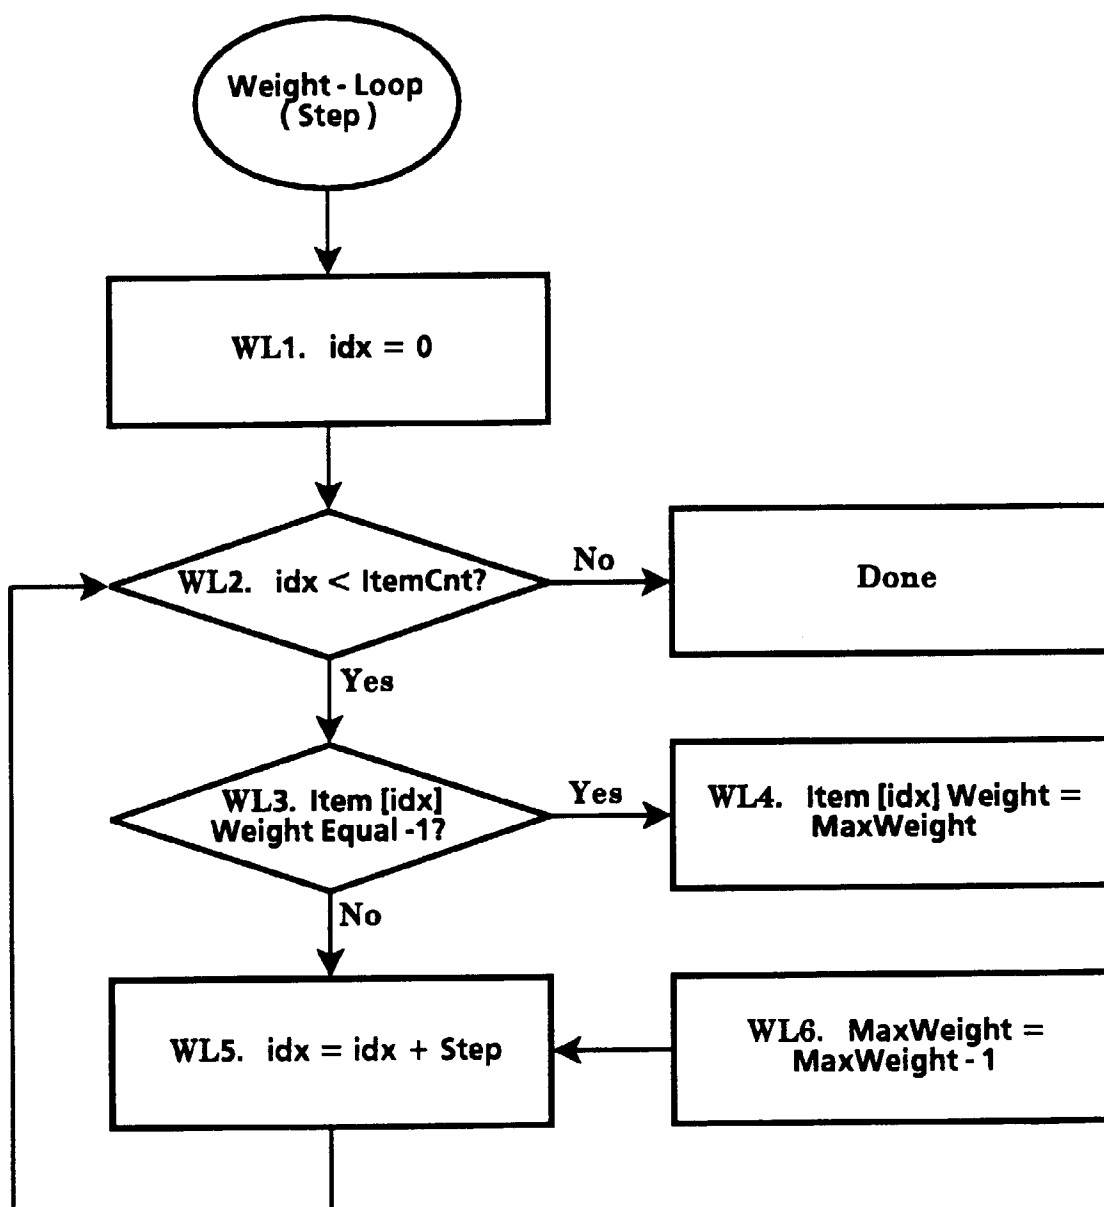 Weight - Loop
( Step )
WL1. idx = 0
WL2. idx < ItemCnt?
No
Done
Yes
WL3. Item [idx]
Weight Equal -1?
Yes
WL4. Item [idx] Weight =
MaxWeight
No
WL5. idx = idx + Step
WL6. MaxWeight =
MaxWeight - 1